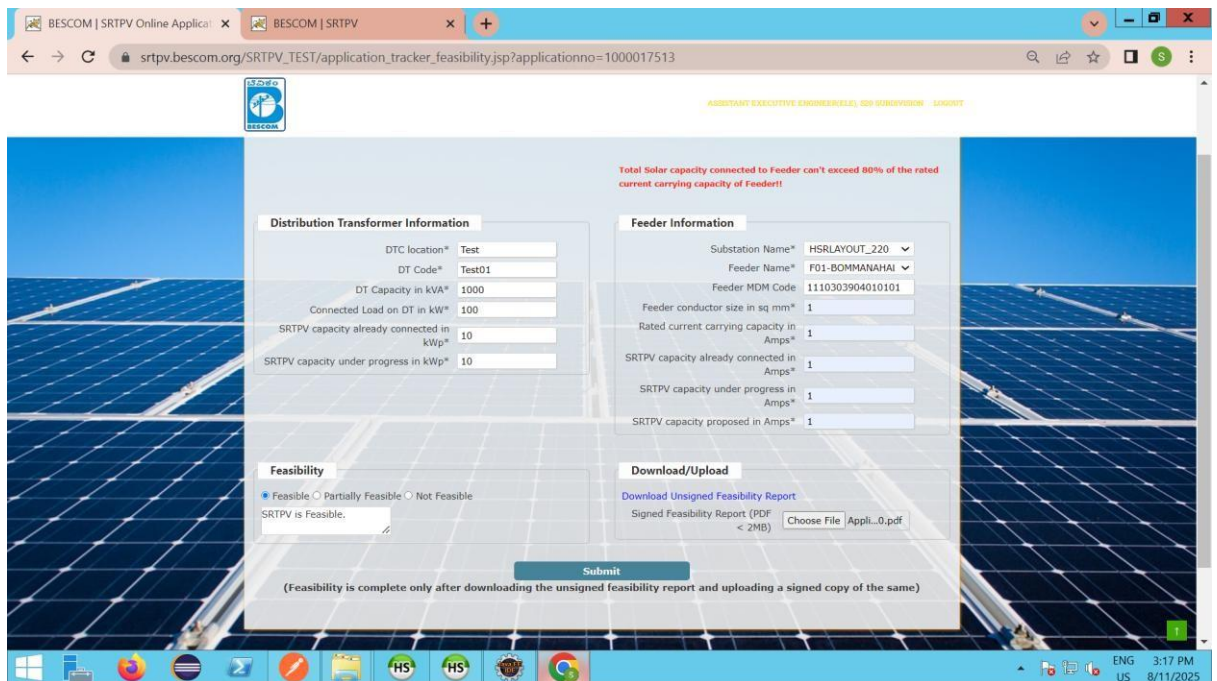 BESCOM | SRTPV Online Applicat
BESCOM | SRTPV
srtpv.bescom.org/SRTPV_TEST/application_tracker_feasibility.jsp?applicationno=1000017513
S
ಬೆವಿಕಂ
BESCOM
ASSISTANT EXECUTIVE ENGINEER(ELE), 220 SUBDIVISION LOGOUT
Total Solar capacity connected to Feeder can't exceed 80% of the rated
current carrying capacity of Feeder!!
Distribution Transformer Information
DTC location* Test
DT Code* Test01
DT Capacity in kVA* 1000
Connected Load on DT in kW* 100
SRTPV capacity already connected in
kWp* 10
SRTPV capacity under progress in kWp* 10
Feeder Information
Substation Name* HSRLAYOUT_220
Feeder Name* F01-BOMMANAHAI
Feeder MDM Code 1110303904010101
Feeder conductor size in sq mm* 1
Rated current carrying capacity in
Amps* 1
SRTPV capacity already connected in
Amps* 1
SRTPV capacity under progress in
Amps* 1
SRTPV capacity proposed in Amps* 1
Feasibility
Feasible Partially Feasible Not Feasible
SRTPV is Feasible.
Download/Upload
Download Unsigned Feasibility Report
Signed Feasibility Report (PDF
< 2MB) Choose File Appli...0.pdf
Submit
(Feasibility is complete only after downloading the unsigned feasibility report and uploading a signed copy of the same)
HS
HS
ENG
US
3:17 PM
8/11/2025